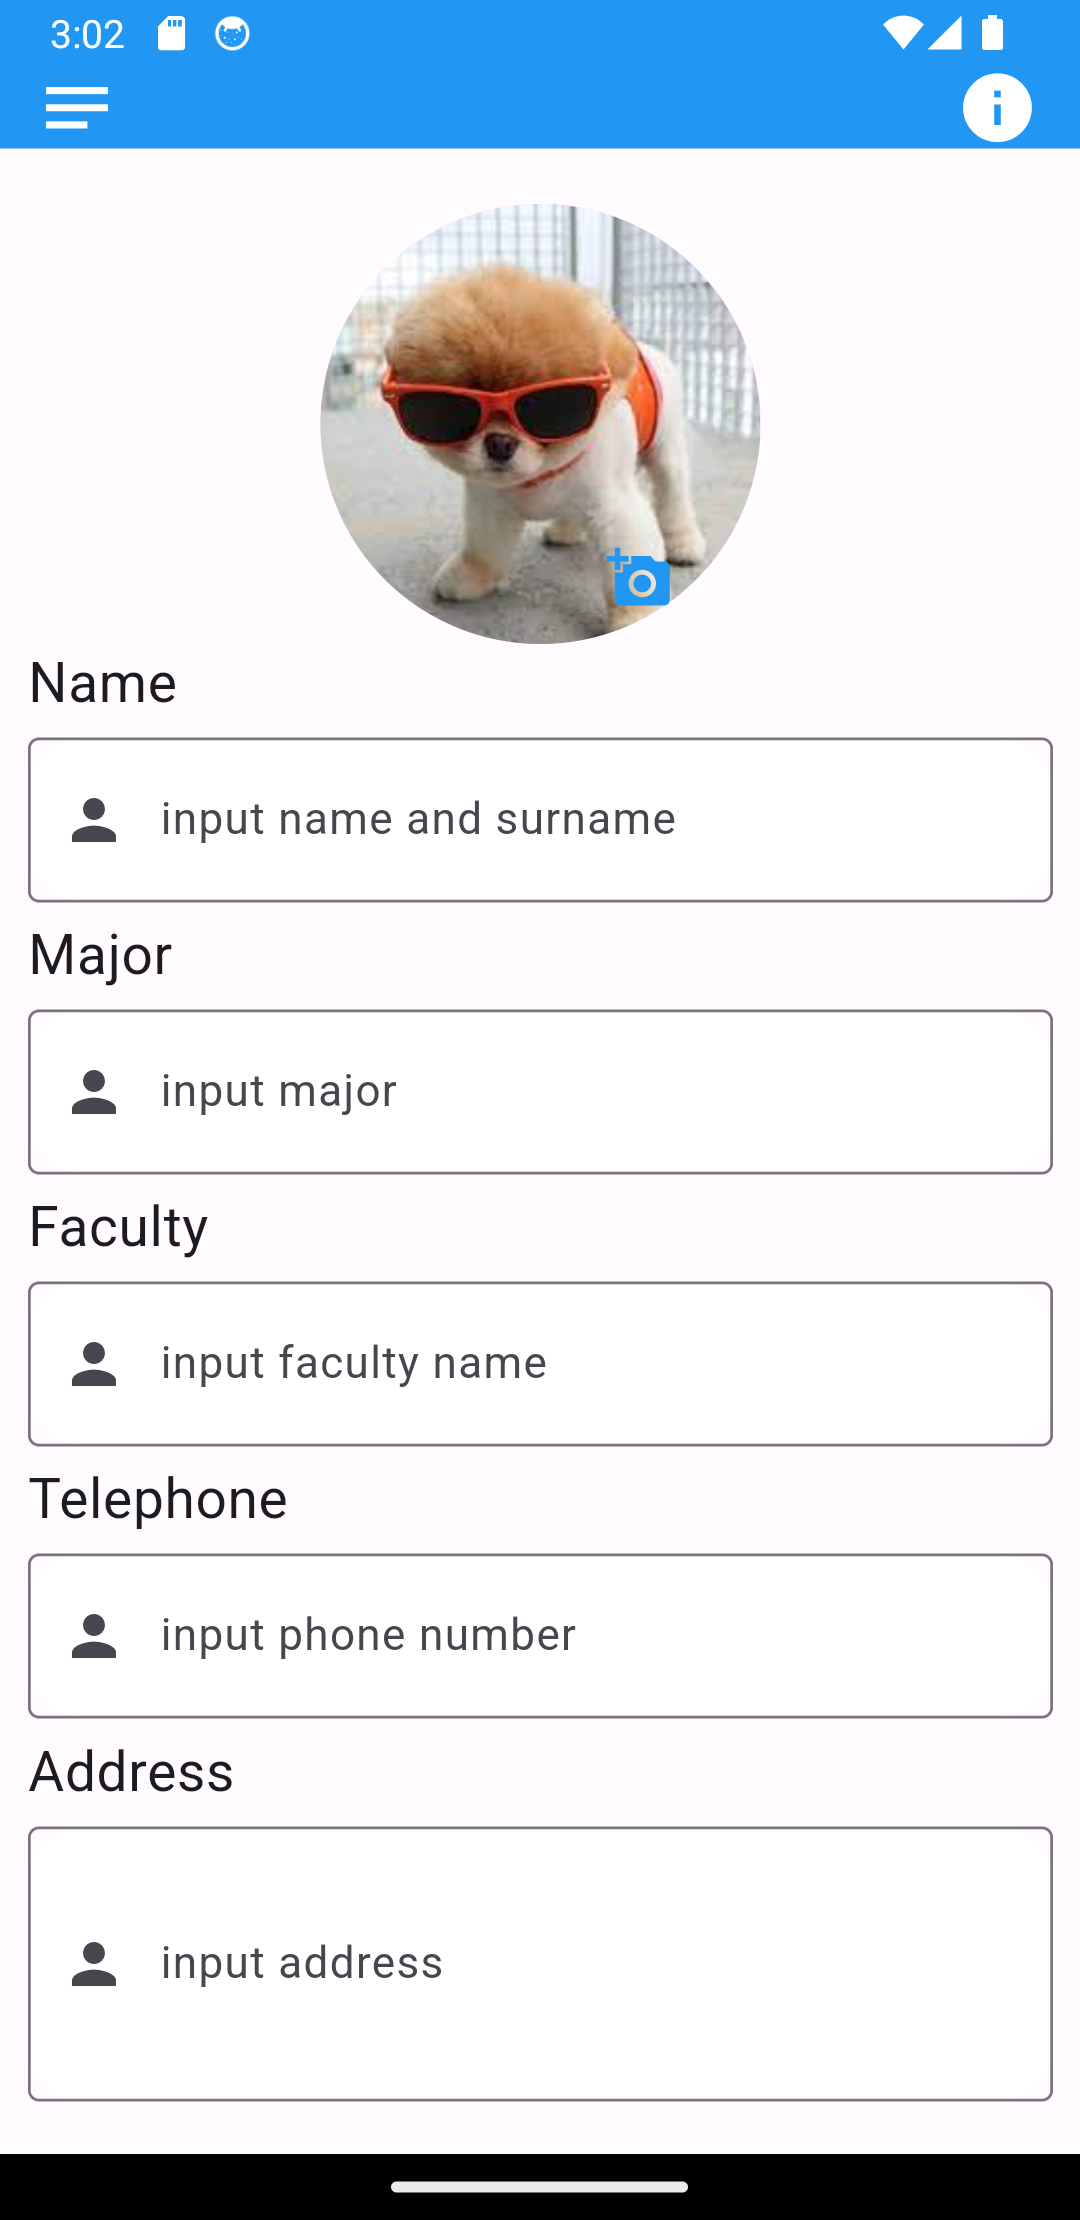 3:02
Name
input name and surname
Major
input major
Faculty
input faculty name
Telephone
input phone number
Address
input address